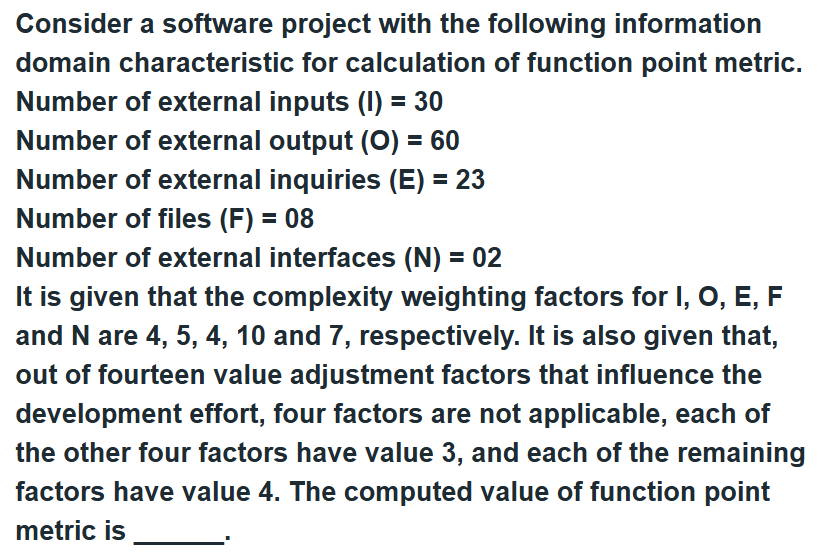 Consider a software project with the following information
domain characteristic for calculation of function point metric.
Number of external inputs (I) = 30
Number of external output (O) = 60
Number of external inquiries (E) = 23
Number of files (F) = 08
Number of external interfaces (N) = 02
It is given that the complexity weighting factors for I, O, E, F
and N are 4, 5, 4, 10 and 7, respectively. It is also given that,
out of fourteen value adjustment factors that influence the
development effort, four factors are not applicable, each of
the other four factors have value 3, and each of the remaining
factors have value 4. The computed value of function point
metric is ______.